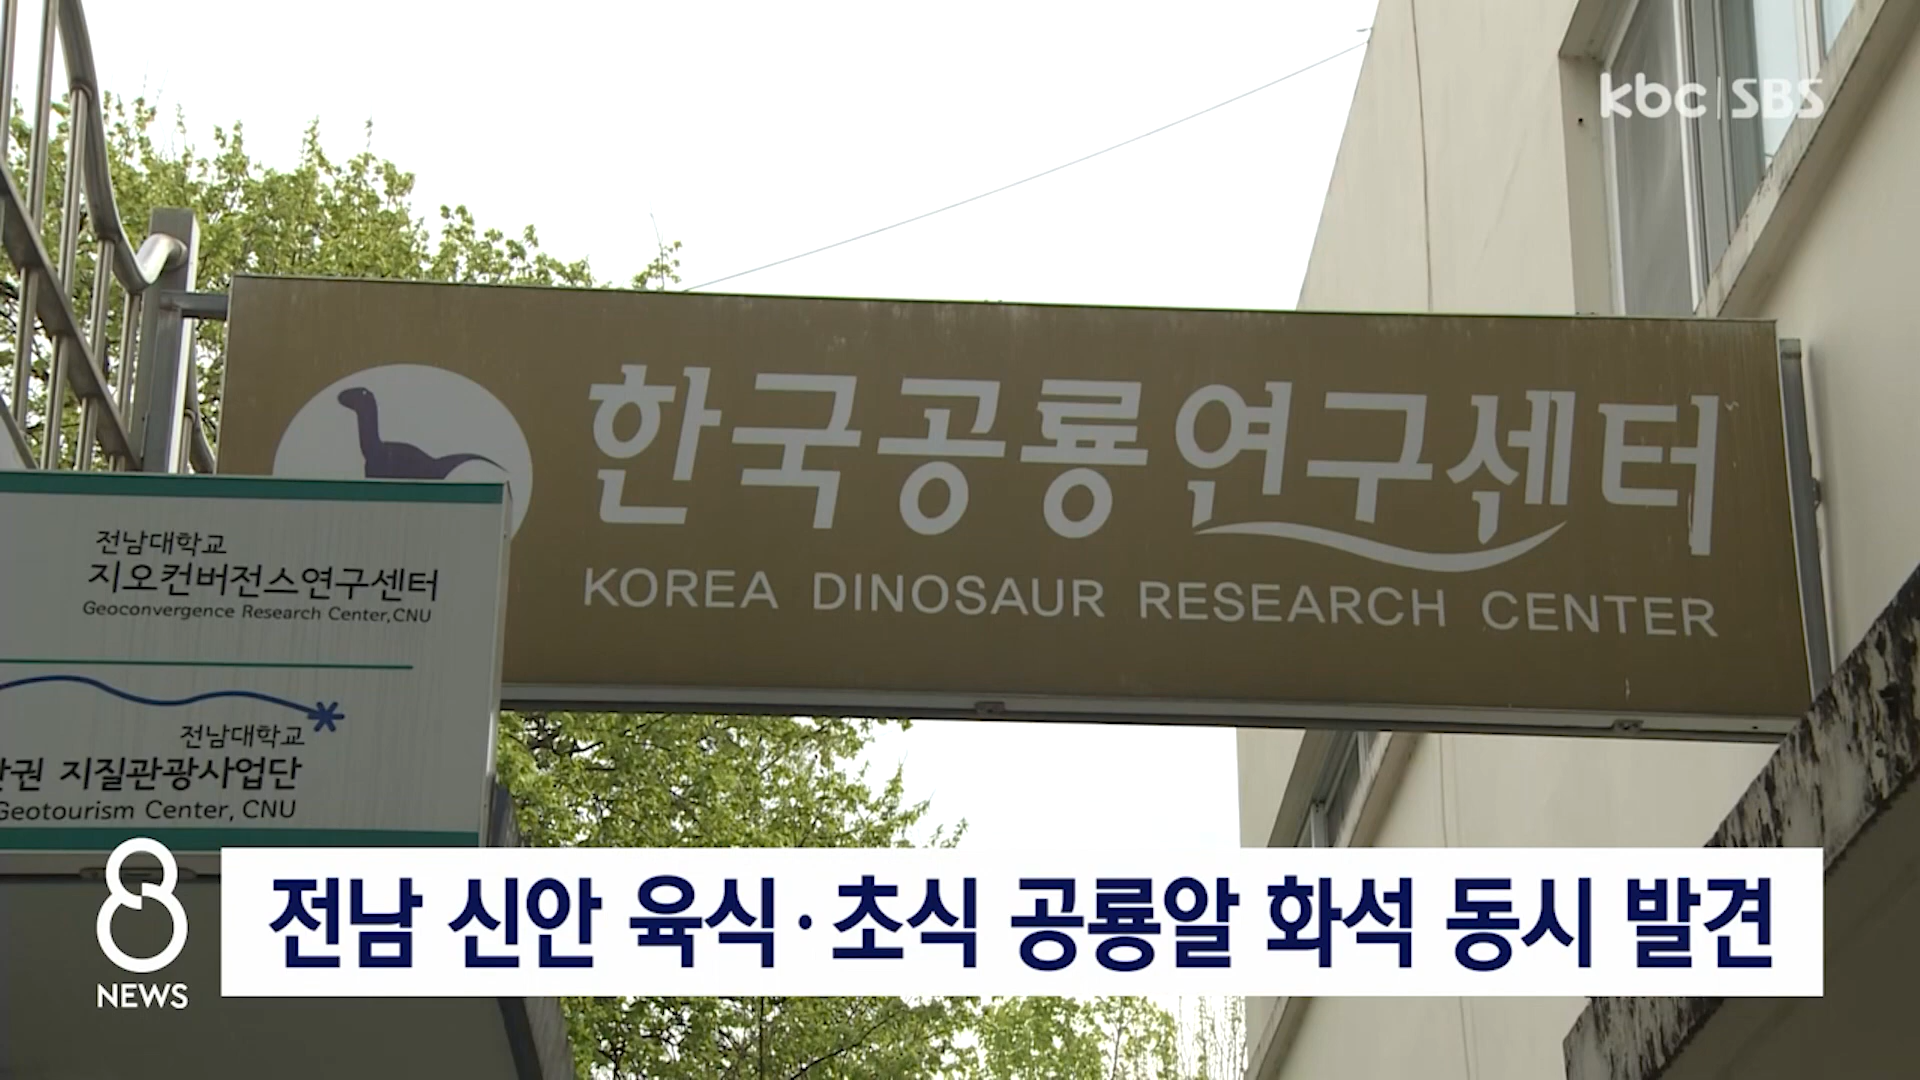 kbc | SBS
한국공룡연구센터
KOREA DINOSAUR RESEARCH CENTER
전남대학교
지오컨버전스연구센터
Geoconvergence Research Center,CNU
전남대학교
지질관광사업단
Geotourism Center, CNU
8
NEWS
전남 신안 육식·초식 공룡알 화석 동시 발견